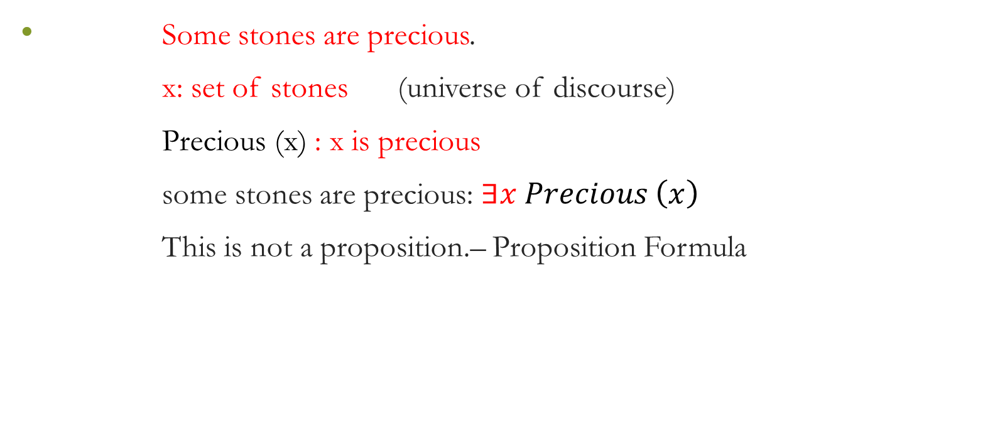 • Some stones are precious.
x: set of stones (universe of discourse)
Precious (x) : x is precious
some stones are precious: ∃𝑥 𝑃𝑟𝑒𝑐𝑖𝑜𝑢𝑠 (𝑥)
This is not a proposition.– Proposition Formula